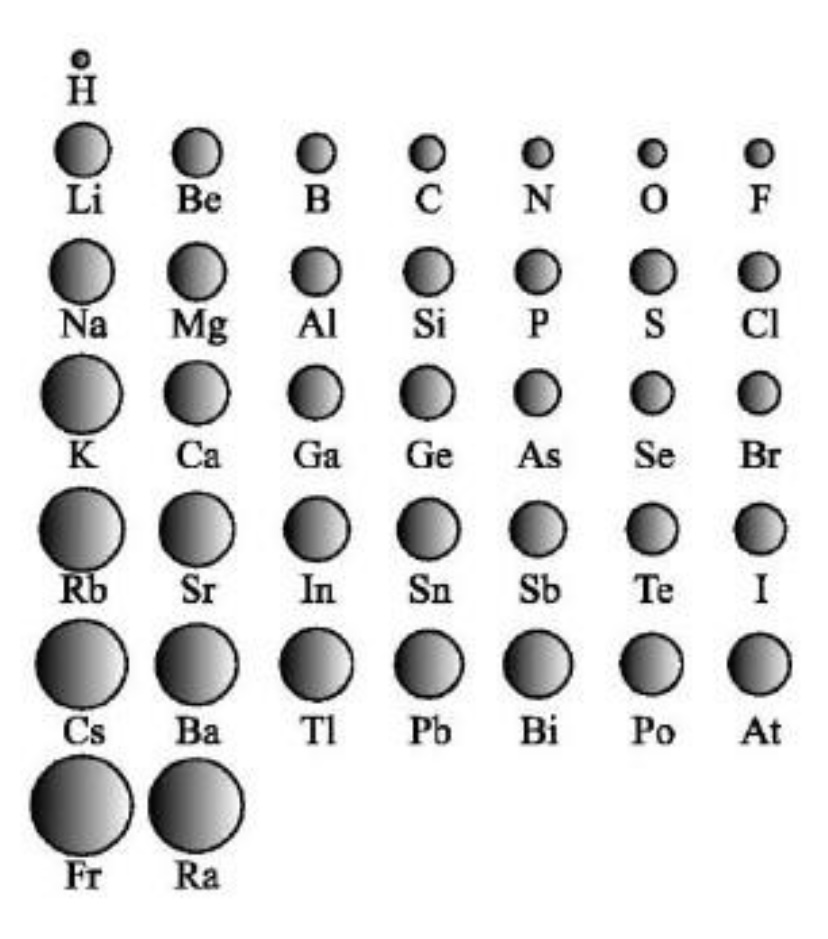 H
Li Be B C N O F
Na Mg Al Si P S Cl
K Ca Ga Ge As Se Br
Rb Sr In Sn Sb Te I
Cs Ba Tl Pb Bi Po At
Fr Ra